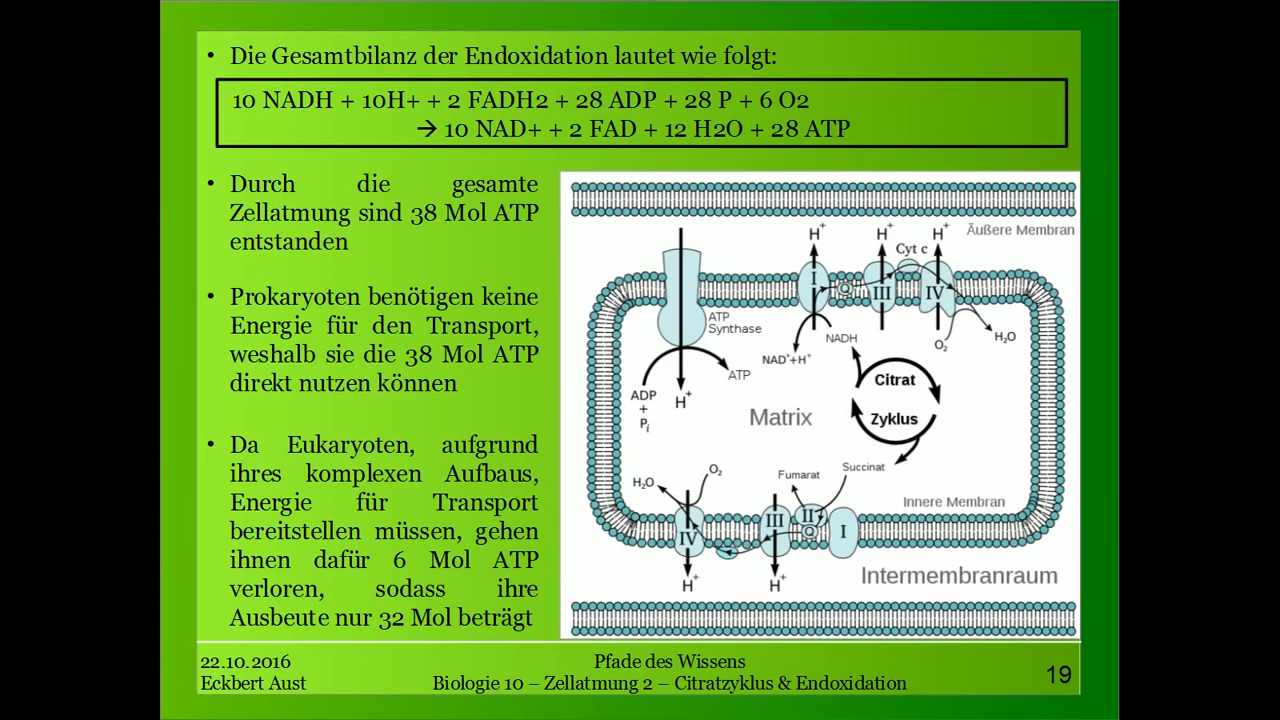 • Die Gesamtbilanz der Endoxidation lautet wie folgt:
10 NADH + 10H+ + 2 FADH2 + 28 ADP + 28 P + 6 O2
→ 10 NAD+ + 2 FAD + 12 H2O + 28 ATP
• Durch die gesamte
Zellatmung sind 38 Mol ATP
entstanden
• Prokaryoten benötigen keine
Energie für den Transport,
weshalb sie die 38 Mol ATP
direkt nutzen können
• Da Eukaryoten, aufgrund
ihres komplexen Aufbaus,
Energie für Transport
bereitstellen müssen, gehen
ihnen dafür 6 Mol ATP
verloren, sodass ihre
Ausbeute nur 32 Mol beträgt
H+ H+ H+ Äußere Membran
Cyt c
I Q III IV
ATP
Synthase
NADH
NAD++H+
O2
H2O
ATP
ADP
+
Pi
H+
Citrat
Zyklus
Matrix
Succinat
Fumarat
O2
H2O
Innere Membran
IV III II Q I
H+ H+
Intermembranraum
22.10.2016
Eckbert Aust
Pfade des Wissens
Biologie 10 – Zellatmung 2 – Citratzyklus & Endoxidation
19